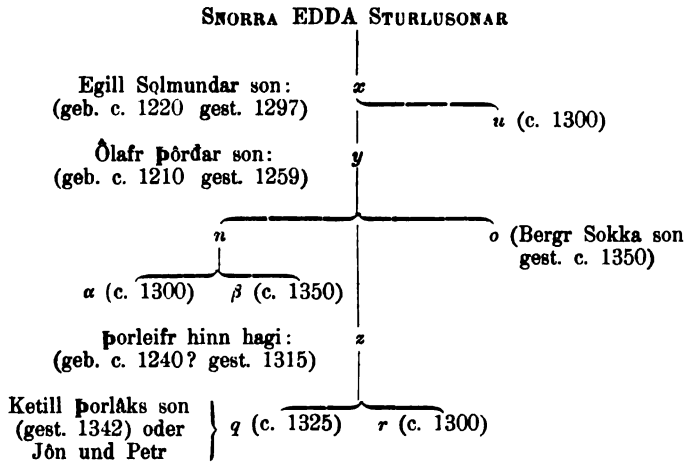 SNORRA EDDA STURLUSONAR
Egill Sǫlmundar son: x
(geb. c. 1220 gest. 1297)
u (c. 1300)
Ôlafr þôrðar son: y
(geb. c. 1210 gest. 1259)
n o (Bergr Sokka son
gest. c. 1350)
α (c. 1300) β (c. 1350)
þorleifr hinn hagi: z
(geb. c. 1240? gest. 1315)
Ketill þorlâks son
(gest. 1342) oder } q (c. 1325) r (c. 1300)
Jôn und Petr